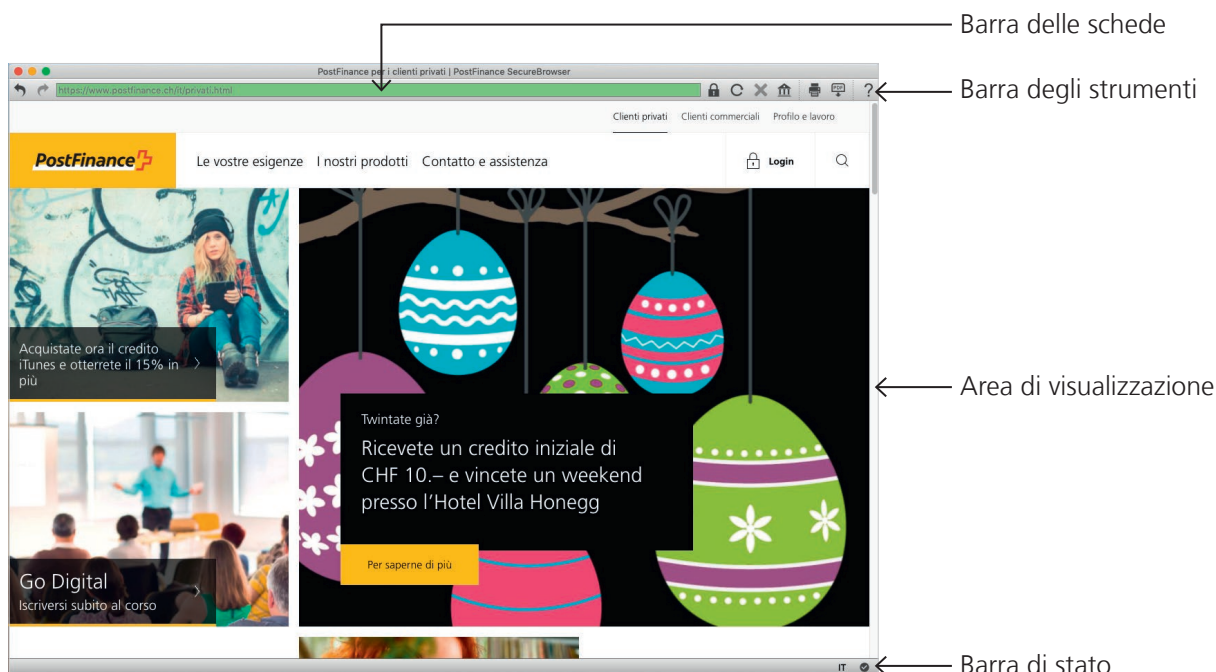 Barra delle schede
PostFinance per i clienti privati | PostFinance SecureBrowser
https://www.postfinance.ch/it/privati.html
PDF
?
Barra degli strumenti
Clienti privati Clienti commerciali Profilo e lavoro
PostFinance
Le vostre esigenze I nostri prodotti Contatto e assistenza
Login
Acquistate ora il credito
iTunes e otterrete il 15% in
più
Twintate già?
Ricevete un credito iniziale di
CHF 10.– e vincete un weekend
presso l'Hotel Villa Honegg
Per saperne di più
Area di visualizzazione
Go Digital
Iscriversi subito al corso
IT
Barra di stato